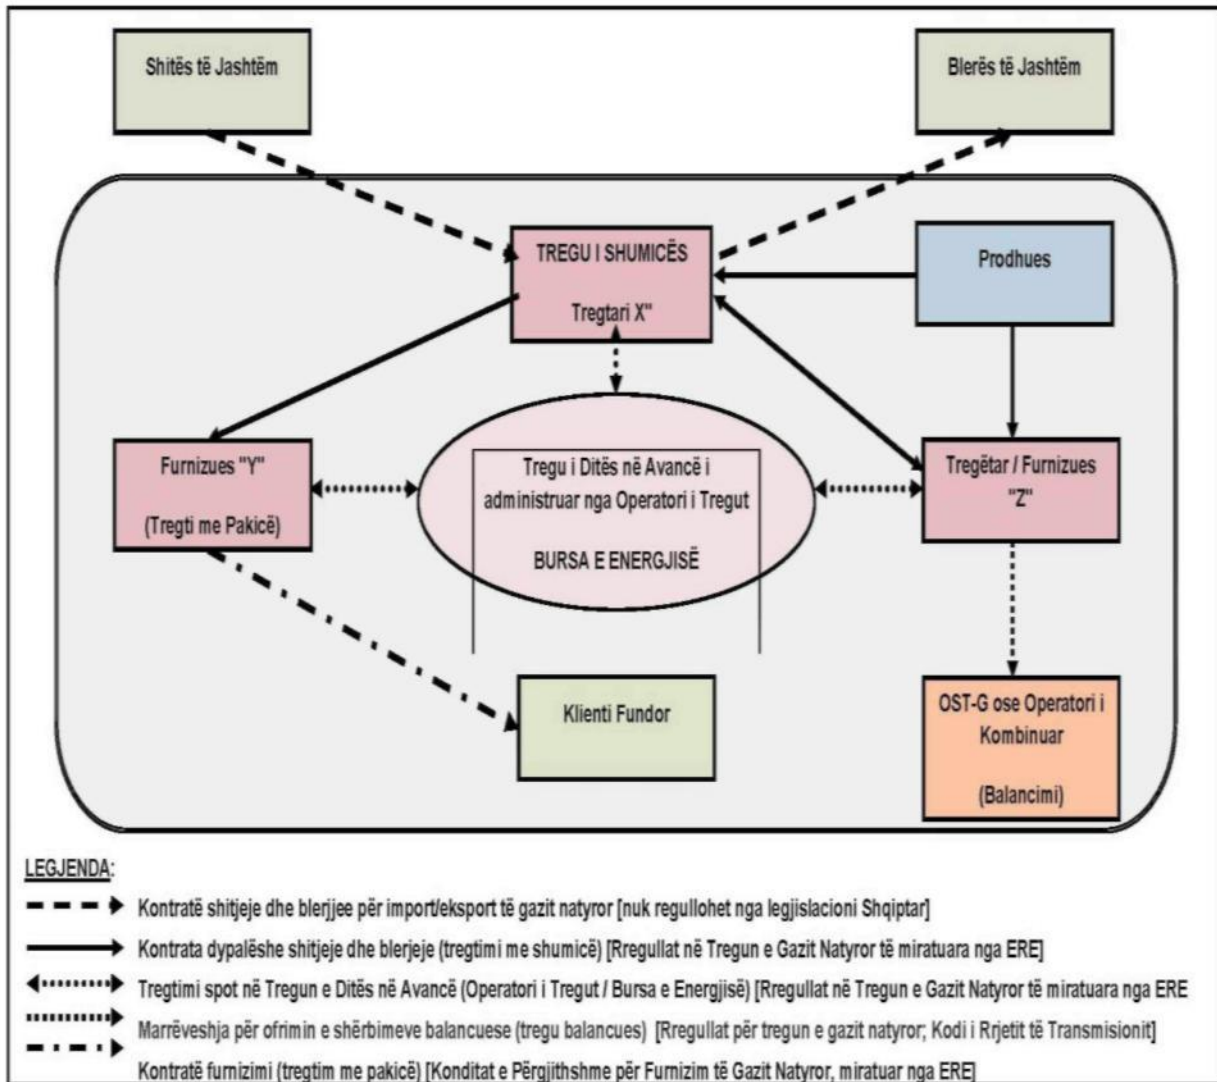 Shitës të Jashtëm
Blerës të Jashtëm
TREGU I SHUMICËS
Tregtari X"
Prodhues
Furnizues "Y"
(Tregti me Pakicë)
Tregu i Ditës në Avancë i
administruar nga Operatori i Tregut
BURSA E ENERGJISË
Tregëtar / Furnizues
"Z"
Klienti Fundor
OST-G ose Operatori i
Kombinuar
(Balancimi)
LEGJENDA:
Kontratë shitjeje dhe blerjjee për import/eksport të gazit natyror [nuk regullohet nga legjislacioni Shqiptar]
Kontrata dypalëshe shitjeje dhe blerjeje (tregtimi me shumicë) [Rregullat në Tregun e Gazit Natyror të miratuara nga ERE]
Tregtimi spot në Tregun e Ditës në Avancë (Operatori i Tregut / Bursa e Energjisë) [Rregullat në Tregun e Gazit Natyror të miratuara nga ERE
Marrëveshja për ofrimin e shërbimeve balancuese (tregu balancues) [Rregullat për tregun e gazit natyror; Kodi i Rrjetit të Transmisionit]
Kontratë furnizimi (tregtim me pakicë) [Konditat e Përgjithshme për Furnizim të Gazit Natyror, miratuar nga ERE]